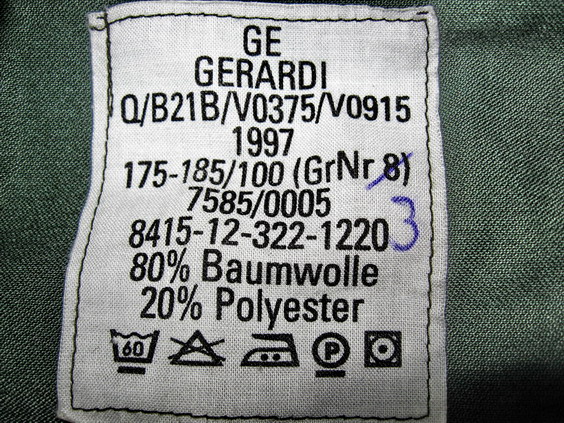 GE
GERARDI
Q/B21B/V0375/V0915
1997
175-185/100 (GrNr 8)
7585/0005
8415-12-322-1220 3
80% Baumwolle
20% Polyester
60 P